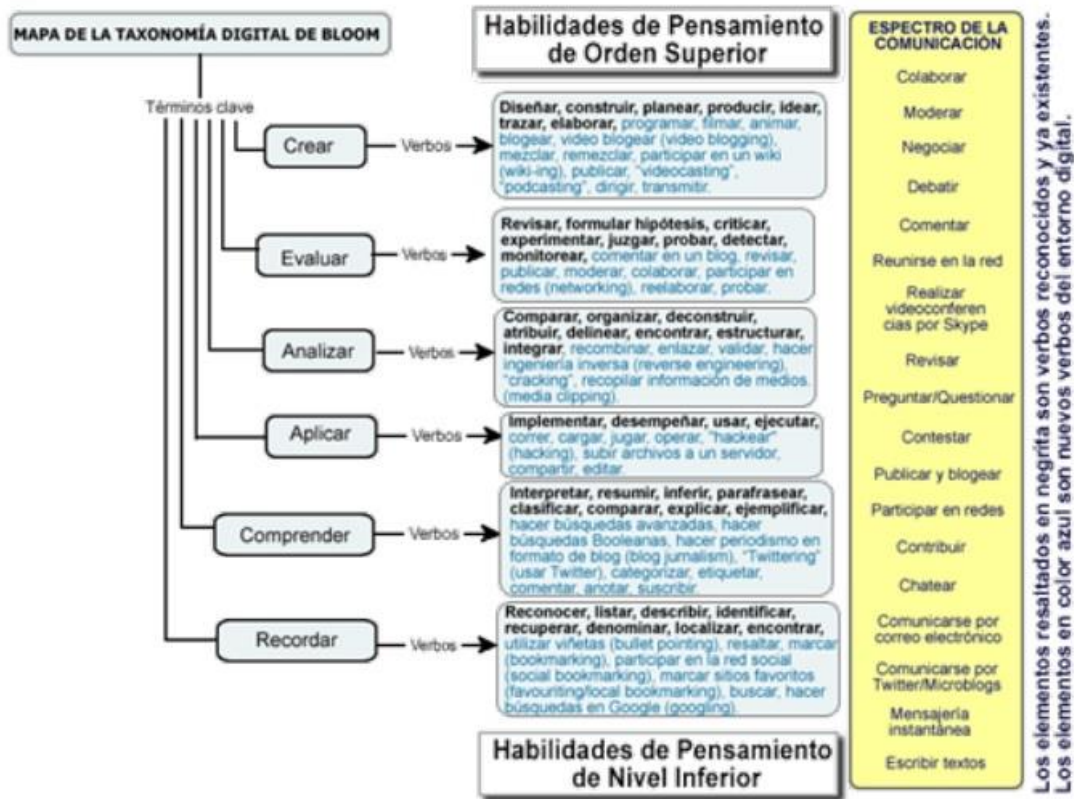 MAPA DE LA TAXONOMÍA DIGITAL DE BLOOM
Términos clave
Habilidades de Pensamiento
de Orden Superior
Crear
Verbos
Diseñar, construir, planear, producir, idear,
trazar, elaborar, programar, filmar, animar,
blogear, video blogear (video blogging),
mezclar, remezclar, participar en un wiki
(wiki-ing), publicar, "videocasting",
"podcasting", dirigir, transmitir.
Evaluar
Verbos
Revisar, formular hipótesis, criticar,
experimentar, juzgar, probar, detectar,
monitorear, comentar en un blog, revisar,
publicar, moderar, colaborar, participar en
redes (networking), reelaborar, probar.
Analizar
Verbos
Comparar, organizar, deconstruir,
atribuir, delinear, encontrar, estructurar,
integrar, recombinar, enlazar, validar, hacer
ingeniería inversa (reverse engineering),
"cracking", recopilar información de medios.
(media clipping).
Aplicar
Verbos
Implementar, desempeñar, usar, ejecutar,
correr, cargar, jugar, operar, "hackear"
(hacking), subir archivos a un servidor,
compartir, editar.
Comprender
Verbos
Interpretar, resumir, inferir, parafrasear,
clasificar, comparar, explicar, ejemplificar,
hacer búsquedas avanzadas, hacer
búsquedas Booleanas, hacer periodismo en
formato de blog (blog jurnalism), "Twittering"
(usar Twitter), categorizar, etiquetar,
comentar, anotar, suscribir.
Recordar
Verbos
Reconocer, listar, describir, identificar,
recuperar, denominar, localizar, encontrar,
utilizar viñetas (bullet pointing), resaltar, marcar
(bookmarking), participar en la red social
(social bookmarking), marcar sitios favoritos
(favouriting/local bookmarking), buscar, hacer
búsquedas en Google (googling).
Habilidades de Pensamiento
de Nivel Inferior
ESPECTRO DE LA
COMUNICACIÓN
Colaborar
Moderar
Negociar
Debatir
Comentar
Reunirse en la red
Realizar
videoconferen
cias por Skype
Revisar
Preguntar/Questionar
Contestar
Publicar y blogear
Participar en redes
Contribuir
Chatear
Comunicarse por
correo electrónico
Comunicarse por
Twitter/Microblogs
Mensajería
instantánea
Escribir textos
Los elementos resaltados en negrita son verbos reconocidos y ya existentes.
Los elementos en color azul son nuevos verbos del entorno digital.